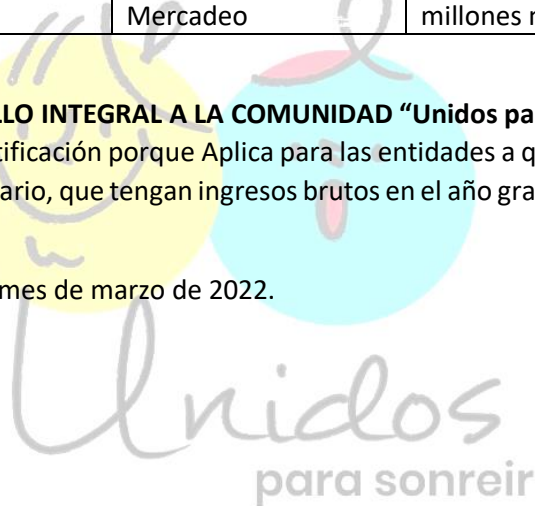 Mercadeo
millones
LLO INTEGRAL A LA COMUNIDAD “Unidos pa
tificación porque Aplica para las entidades a q
ario, que tengan ingresos brutos en el año gra
mes de marzo de 2022.
Unidos
para sonreir